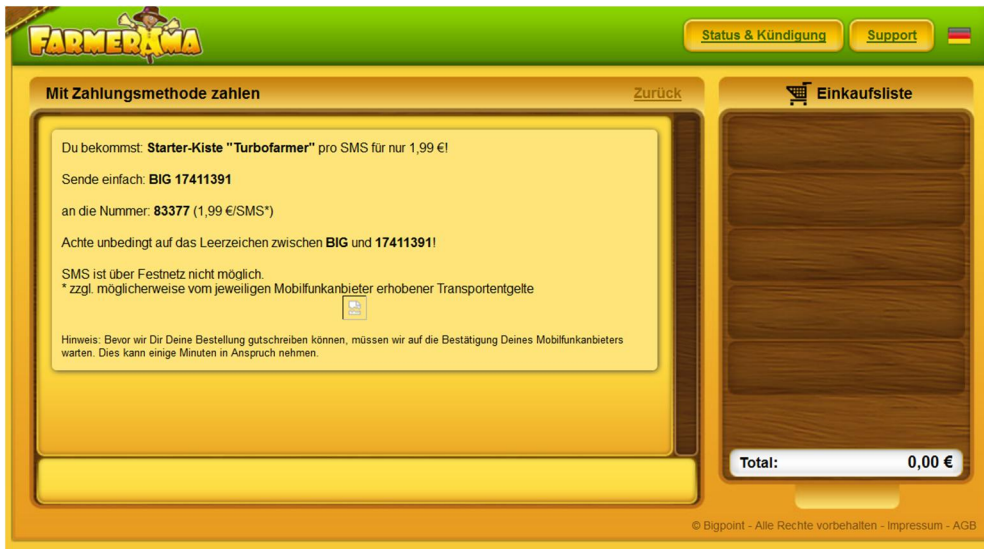 FARMERAMA
Status & Kündigung
Support
Mit Zahlungsmethode zahlen
Zurück
Einkaufsliste
Du bekommst: Starter-Kiste "Turbofarmer" pro SMS für nur 1,99 €!
Sende einfach: BIG 17411391
an die Nummer: 83377 (1,99 €/SMS*)
Achte unbedingt auf das Leerzeichen zwischen BIG und 17411391!
SMS ist über Festnetz nicht möglich.
* zzgl. möglicherweise vom jeweiligen Mobilfunkanbieter erhobener Transportentgelte
Hinweis: Bevor wir Dir Deine Bestellung gutschreiben können, müssen wir auf die Bestätigung Deines Mobilfunkanbieters
warten. Dies kann einige Minuten in Anspruch nehmen.
Total: 0,00 €
© Bigpoint - Alle Rechte vorbehalten - Impressum - AGB